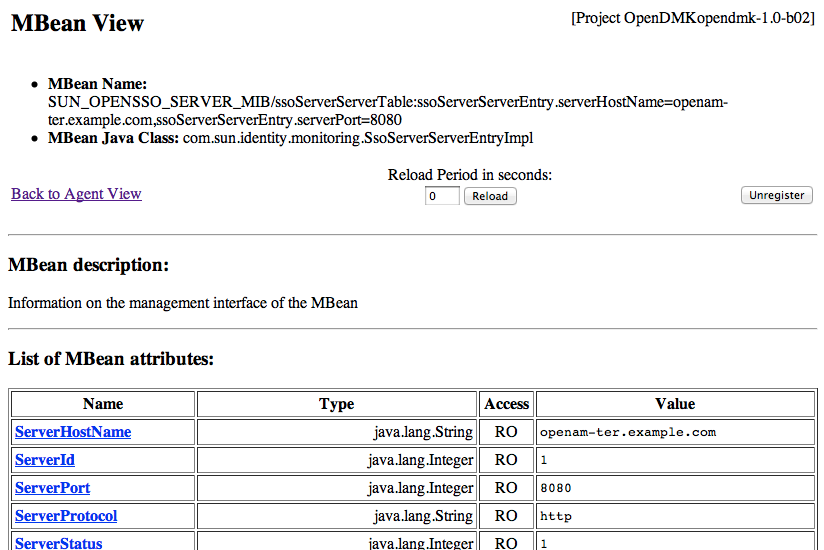 MBean View
[Project OpenDMKopendmk-1.0-b02]
MBean Name:
SUN_OPENSSO_SERVER_MIB/ssoServerServerTable:ssoServerServerEntry.serverHostName=openam-
ter.example.com,ssoServerServerEntry.serverPort=8080
MBean Java Class: com.sun.identity.monitoring.SsoServerServerEntryImpl
Reload Period in seconds:
Back to Agent View 0 Reload Unregister
MBean description:
Information on the management interface of the MBean
List of MBean attributes:
Name Type Access Value
ServerHostName java.lang.String RO openam-ter.example.com
ServerId java.lang.Integer RO 1
ServerPort java.lang.Integer RO 8080
ServerProtocol java.lang.String RO http
ServerStatus java.lang.Integer RO 1